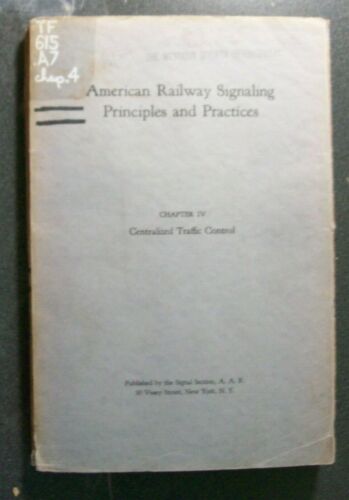 TF
615
.A7
chap.4
American Railway Signaling
Principles and Practices
CHAPTER IV
Centralized Traffic Control
Published by the Signal Section, A. A. R.
30 Vesey Street, New York, N. Y.